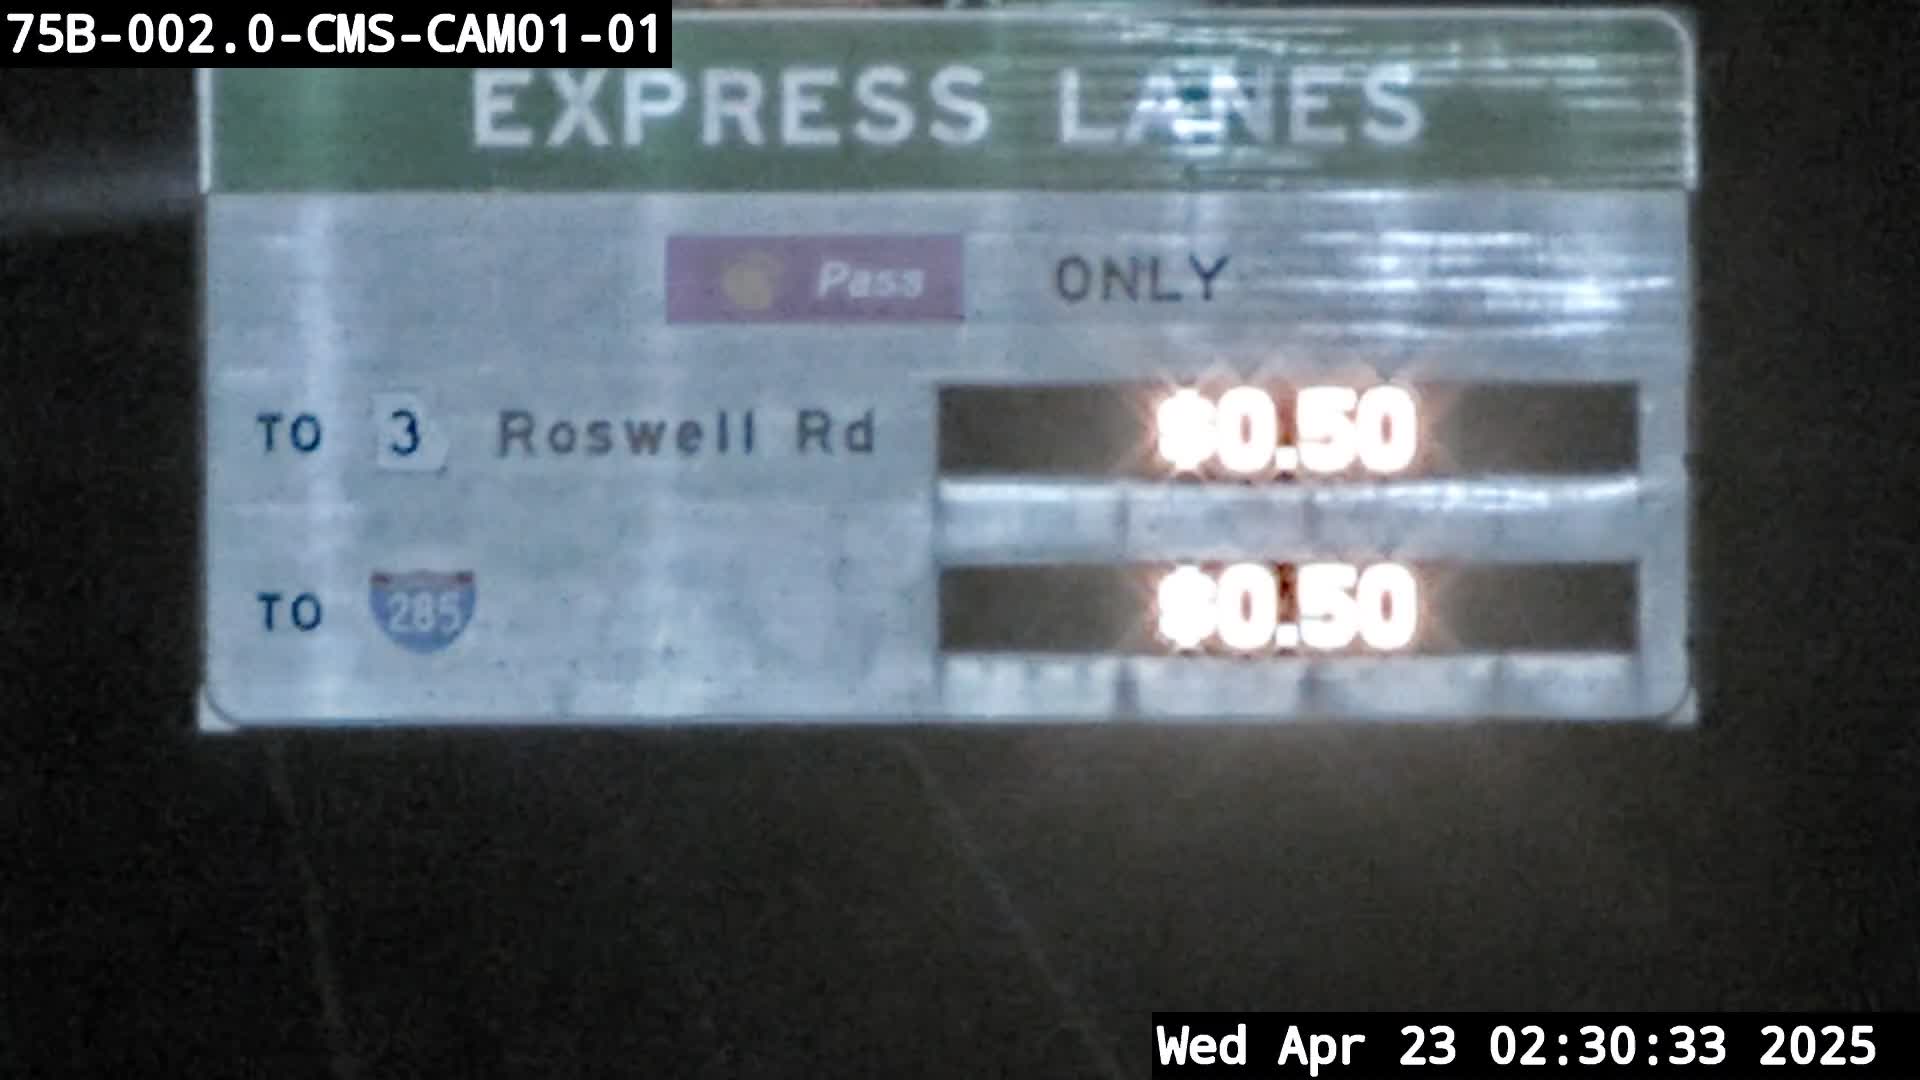 75B-002.0-CMS-CAM01-01
EXPRESS LANES
Pass ONLY
TO 3 Roswell Rd $0.50
TO 285 $0.50
Wed Apr 23 02:30:33 2025